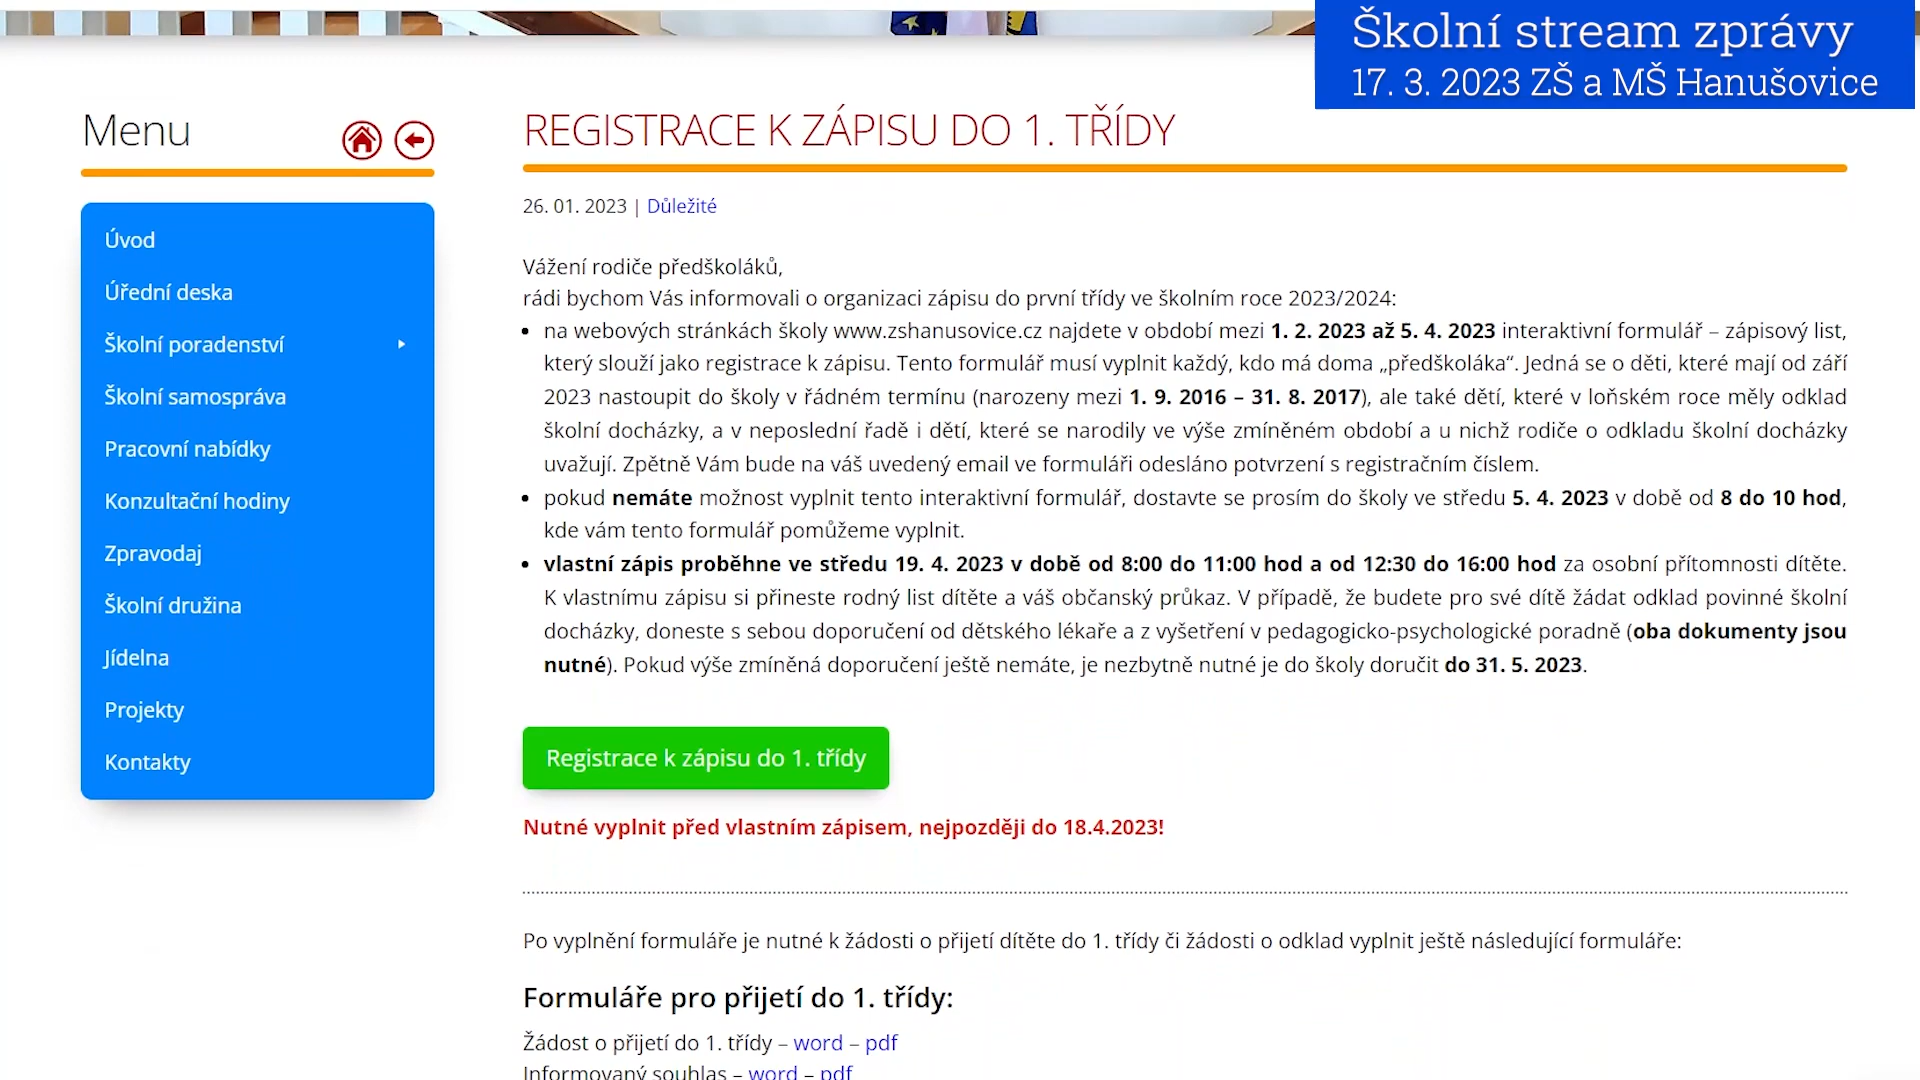 Školní stream zprávy
17. 3. 2023 ZŠ a MŠ Hanušovice
Menu
Úvod
Úřední deska
Školní poradenství
Školní samospráva
Pracovní nabídky
Konzultační hodiny
Zpravodaj
Školní družina
Jídelna
Projekty
Kontakty
REGISTRACE K ZÁPISU DO 1. TŘÍDY
26. 01. 2023 | Důležité
Vážení rodiče předškoláků,
rádi bychom Vás informovali o organizaci zápisu do první třídy ve školním roce 2023/2024:
• na webových stránkách školy www.zshanusovice.cz najdete v období mezi 1. 2. 2023 až 5. 4. 2023 interaktivní formulář – zápisový list,
který slouží jako registrace k zápisu. Tento formulář musí vyplnit každý, kdo má doma „předškoláka“. Jedná se o děti, které mají od září
2023 nastoupit do školy v řádném termínu (narozeny mezi 1. 9. 2016 – 31. 8. 2017), ale také dětí, které v loňském roce měly odklad
školní docházky, a v neposlední řadě i dětí, které se narodily ve výše zmíněném období a u nichž rodiče o odkladu školní docházky
uvažují. Zpětně Vám bude na váš uvedený email ve formuláři odesláno potvrzení s registračním číslem.
• pokud nemáte možnost vyplnit tento interaktivní formulář, dostavte se prosím do školy ve středu 5. 4. 2023 v době od 8 do 10 hod,
kde vám tento formulář pomůžeme vyplnit.
• vlastní zápis proběhne ve středu 19. 4. 2023 v době od 8:00 do 11:00 hod a od 12:30 do 16:00 hod za osobní přítomnosti dítěte.
K vlastnímu zápisu si přineste rodný list dítěte a váš občanský průkaz. V případě, že budete pro své dítě žádat odklad povinné školní
docházky, doneste s sebou doporučení od dětského lékaře a z vyšetření v pedagogicko-psychologické poradně (oba dokumenty jsou
nutné). Pokud výše zmíněná doporučení ještě nemáte, je nezbytně nutné je do školy doručit do 31. 5. 2023.
Registrace k zápisu do 1. třídy
Nutné vyplnit před vlastním zápisem, nejpozději do 18.4.2023!
Po vyplnění formuláře je nutné k žádosti o přijetí dítěte do 1. třídy či žádosti o odklad vyplnit ještě následující formuláře:
Formuláře pro přijetí do 1. třídy:
Žádost o přijetí do 1. třídy – word – pdf
Informovaný souhlas – word – pdf